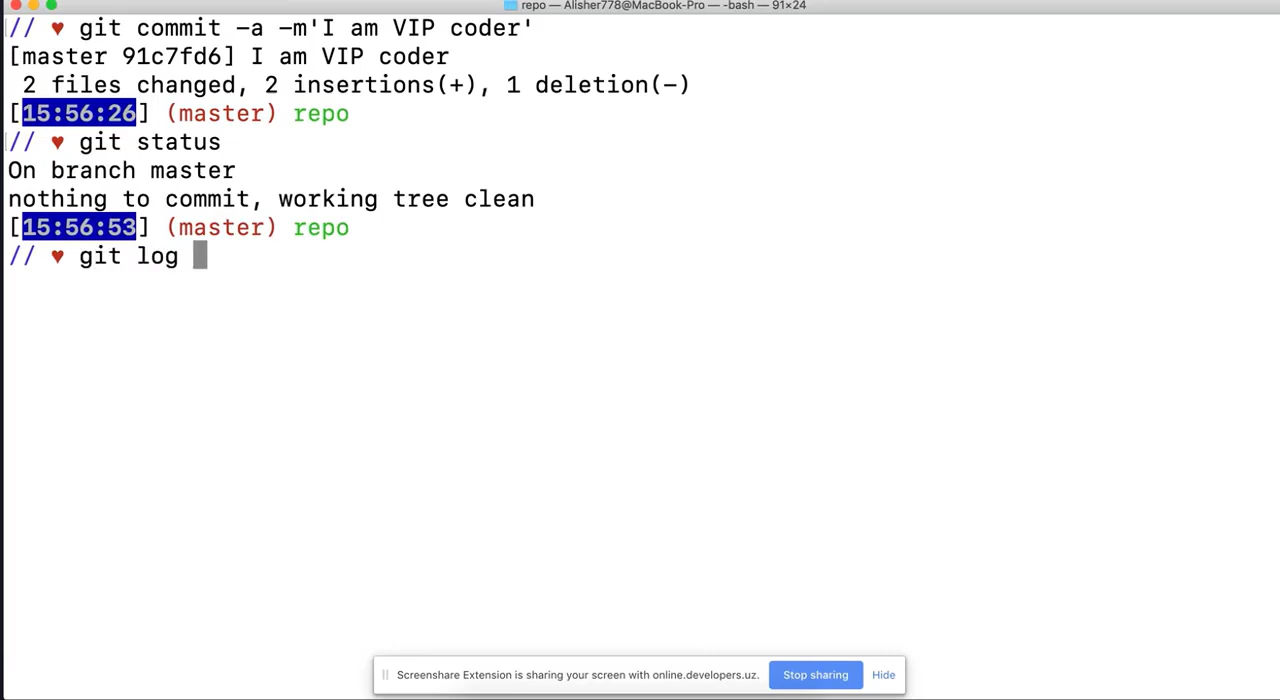 repo — Alisher778@MacBook-Pro — -bash — 91×24
// ♥ git commit -a -m'I am VIP coder'
[master 91c7fd6] I am VIP coder
 2 files changed, 2 insertions(+), 1 deletion(-)
[15:56:26] (master) repo
// ♥ git status
On branch master
nothing to commit, working tree clean
[15:56:53] (master) repo
// ♥ git log
Screenshare Extension is sharing your screen with online.developers.uz. Stop sharing Hide